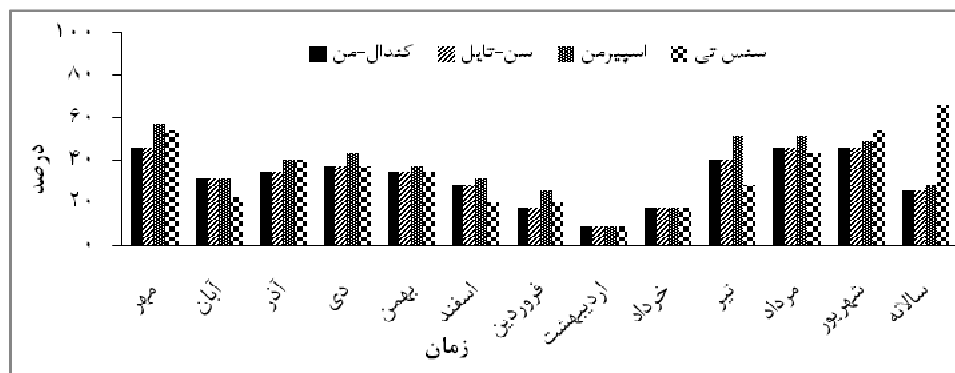 ۱۰۰
۸۰
۶۰
۴۰
۲۰
۰
درصد
کندال-من سن-تایل اسپیرمن سنس تی
مهر آبان آذر دی بهمن اسفند فروردین اردیبهشت خرداد تیر مرداد شهریور سالانه
زمان